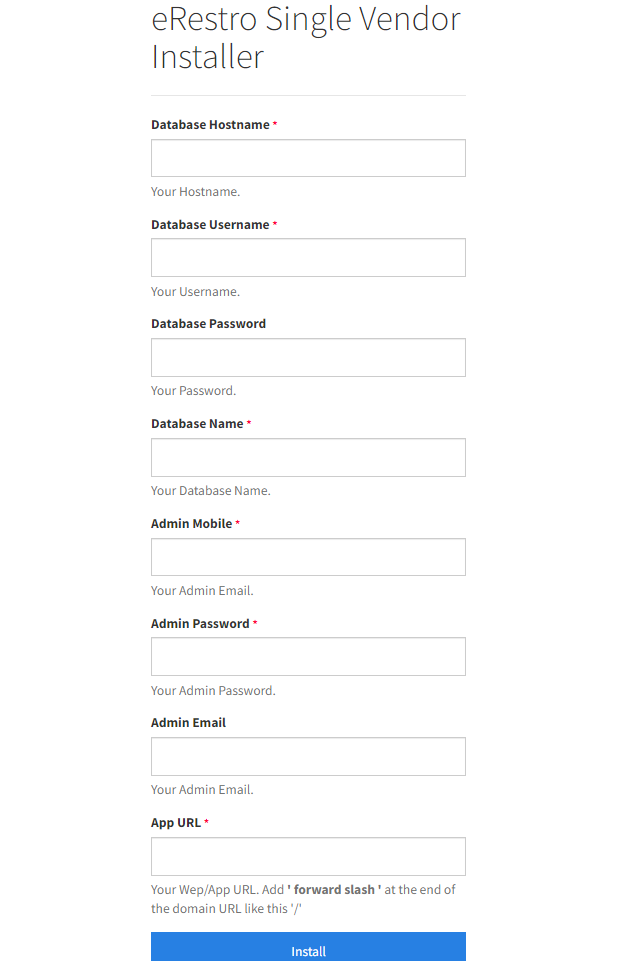 eRestro Single Vendor
Installer
Database Hostname *
Your Hostname.
Database Username *
Your Username.
Database Password
Your Password.
Database Name *
Your Database Name.
Admin Mobile *
Your Admin Email.
Admin Password *
Your Admin Password.
Admin Email
Your Admin Email.
App URL *
Your Wep/App URL. Add ' forward slash ' at the end of
the domain URL like this '/'
Install